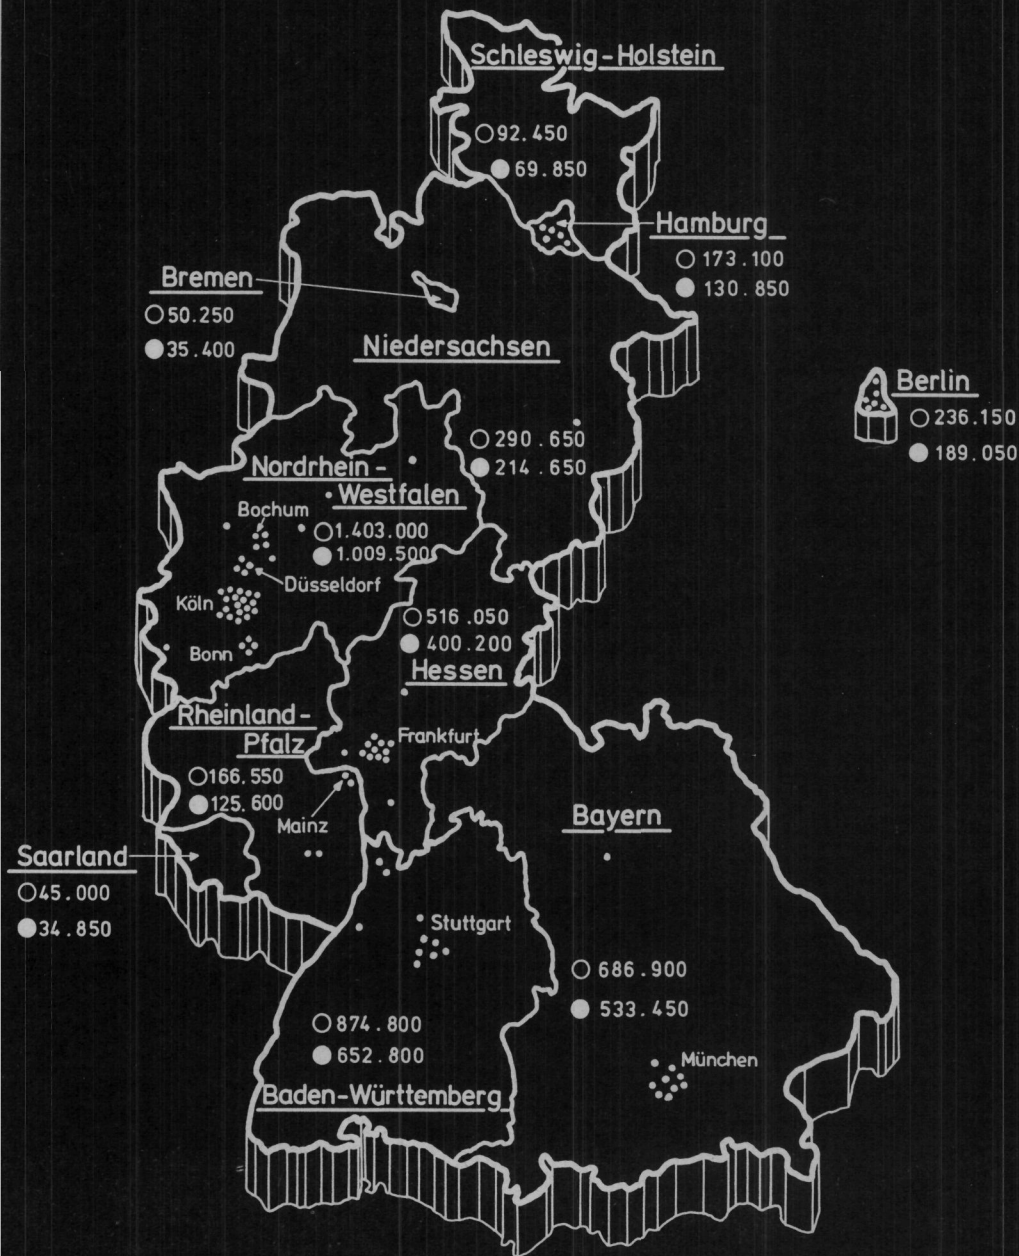 Schleswig-Holstein
92.450
69.850
Hamburg
173.100
130.850
Bremen
50.250
35.400
Niedersachsen
290.650
214.650
Berlin
236.150
189.050
Nordrhein-
Westfalen
Bochum
1.403.000
1.009.500
Düsseldorf
Köln
Bonn
516.050
400.200
Hessen
Rheinland-
Pfalz
Frankfurt
166.550
125.600
Mainz
Bayern
Saarland
45.000
34.850
Stuttgart
686.900
533.450
874.800
652.800
München
Baden-Württemberg